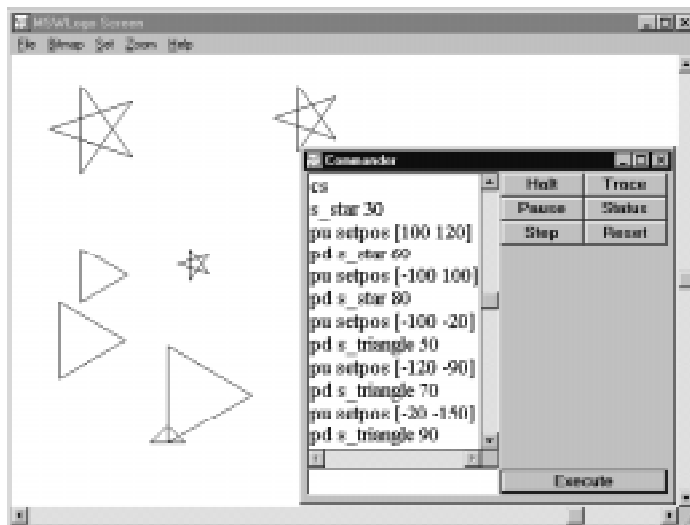 MSWLogo Screen
File Bitmap Set Zoom Help
Commander
cs
s_star 30
pu setpos [100 120]
pd s_star 60
pu setpos [-100 100]
pd s_star 80
pu setpos [-100 -20]
pd s_triangle 50
pu setpos [-120 -90]
pd s_triangle 70
pu setpos [-20 -150]
pd s_triangle 90
Halt Trace
Pause Status
Step Reset
Execute